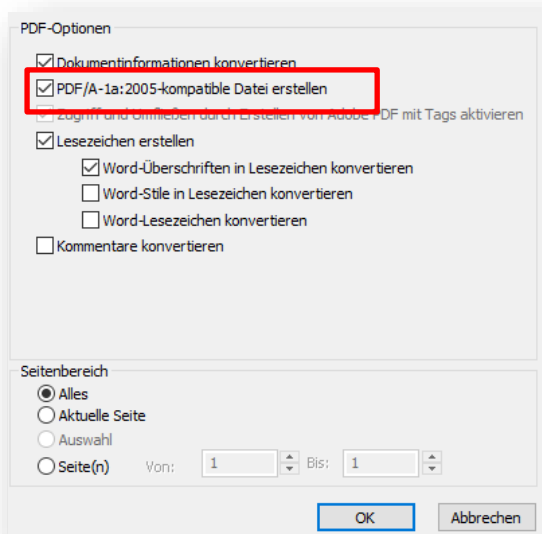 PDF-Optionen
Dokumentinformationen konvertieren
PDF/A-1a:2005-kompatible Datei erstellen
Zugriff und Umfließen durch Erstellen von Adobe PDF mit Tags aktivieren
Lesezeichen erstellen
Word-Überschriften in Lesezeichen konvertieren
Word-Stile in Lesezeichen konvertieren
Word-Lesezeichen konvertieren
Kommentare konvertieren
Seitenbereich
Alles
Aktuelle Seite
Auswahl
Seite(n) Von: 1 Bis: 1
OK Abbrechen